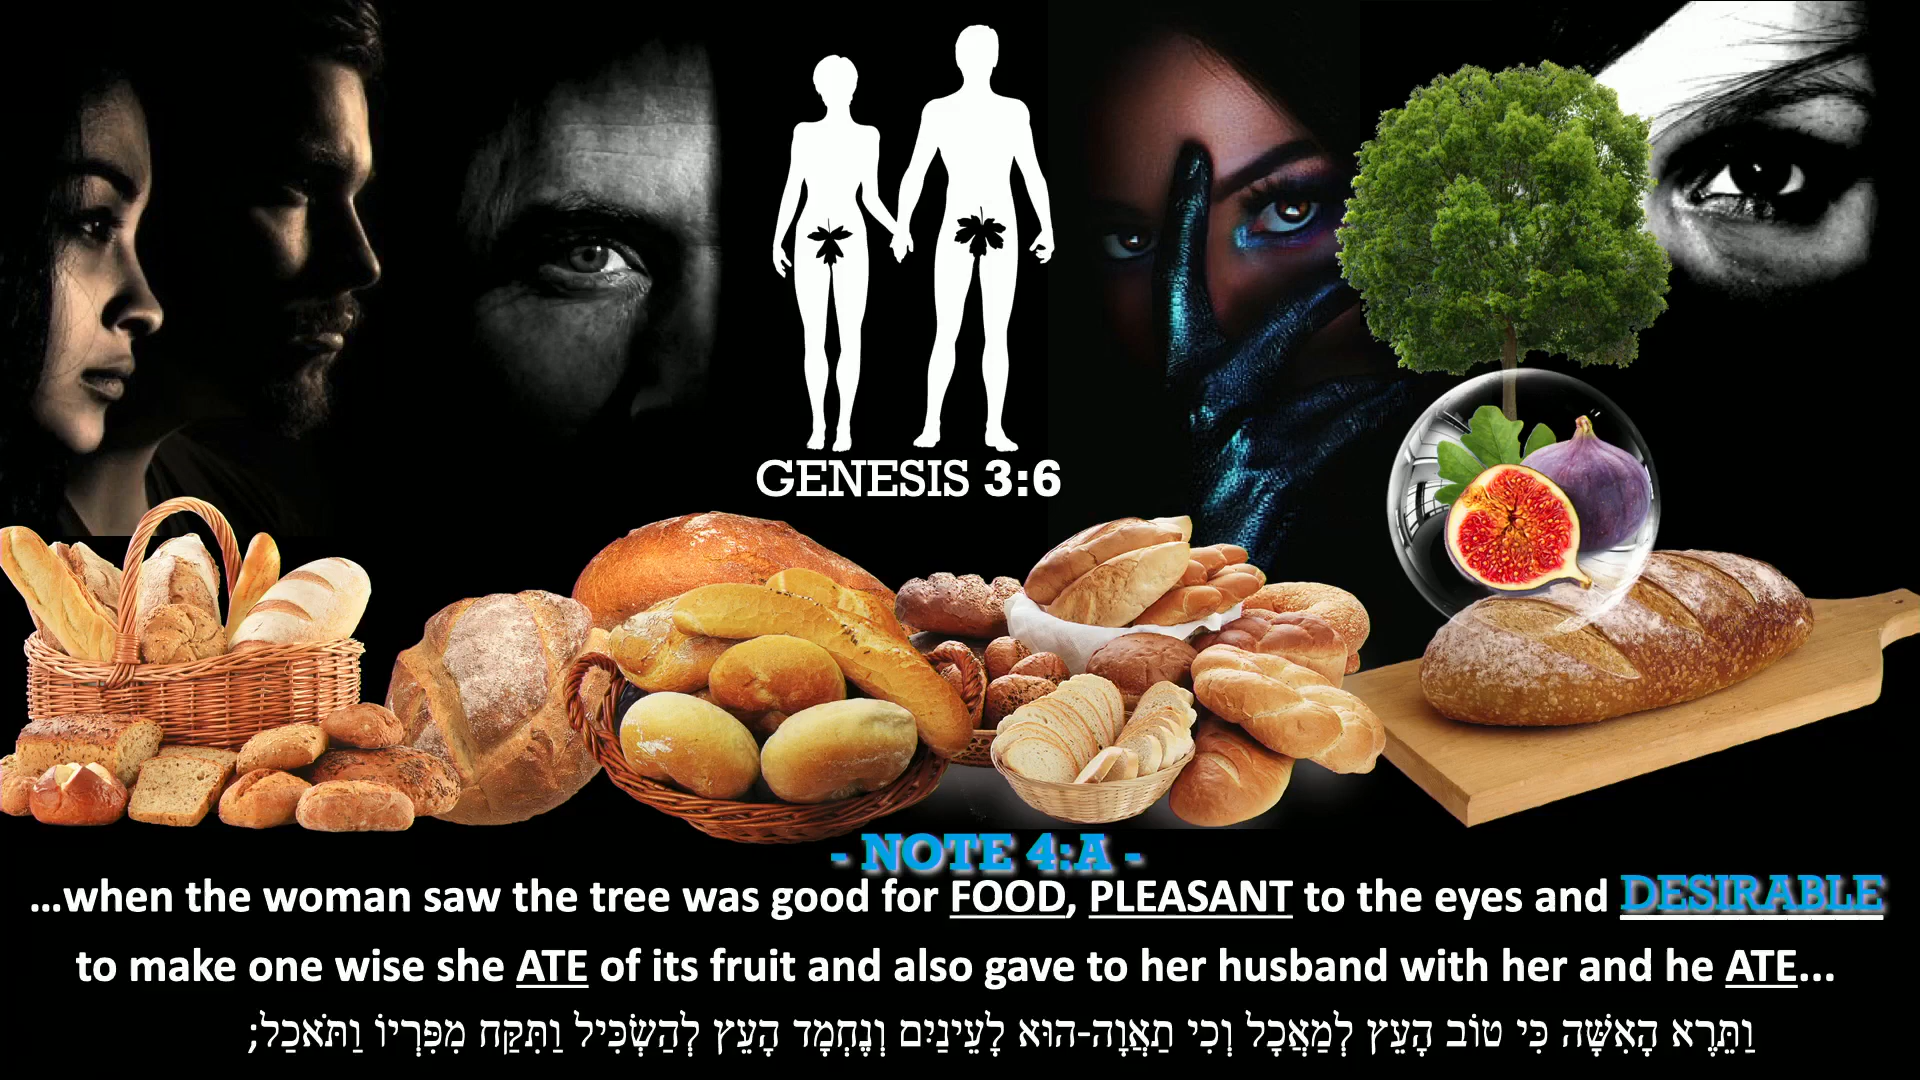 GENESIS 3:6
- NOTE 4:A -
...when the woman saw the tree was good for FOOD, PLEASANT to the eyes and DESIRABLE
to make one wise she ATE of its fruit and also gave to her husband with her and he ATE...
וַתֵּרֶא הָאִשָּׁה כִּי טוֹב הָעֵץ לְמַאֲכָל וְכִי תַאֲוָה-הוּא לָעֵינַיִם וְנֶחְמָד הָעֵץ לְהַשְׂכִּיל וַתִּקַּח מִפִּרְיוֹ וַתֹּאכַל;